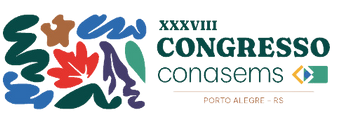 XXXVIII
CONGRESSO
conasems
PORTO ALEGRE - RS